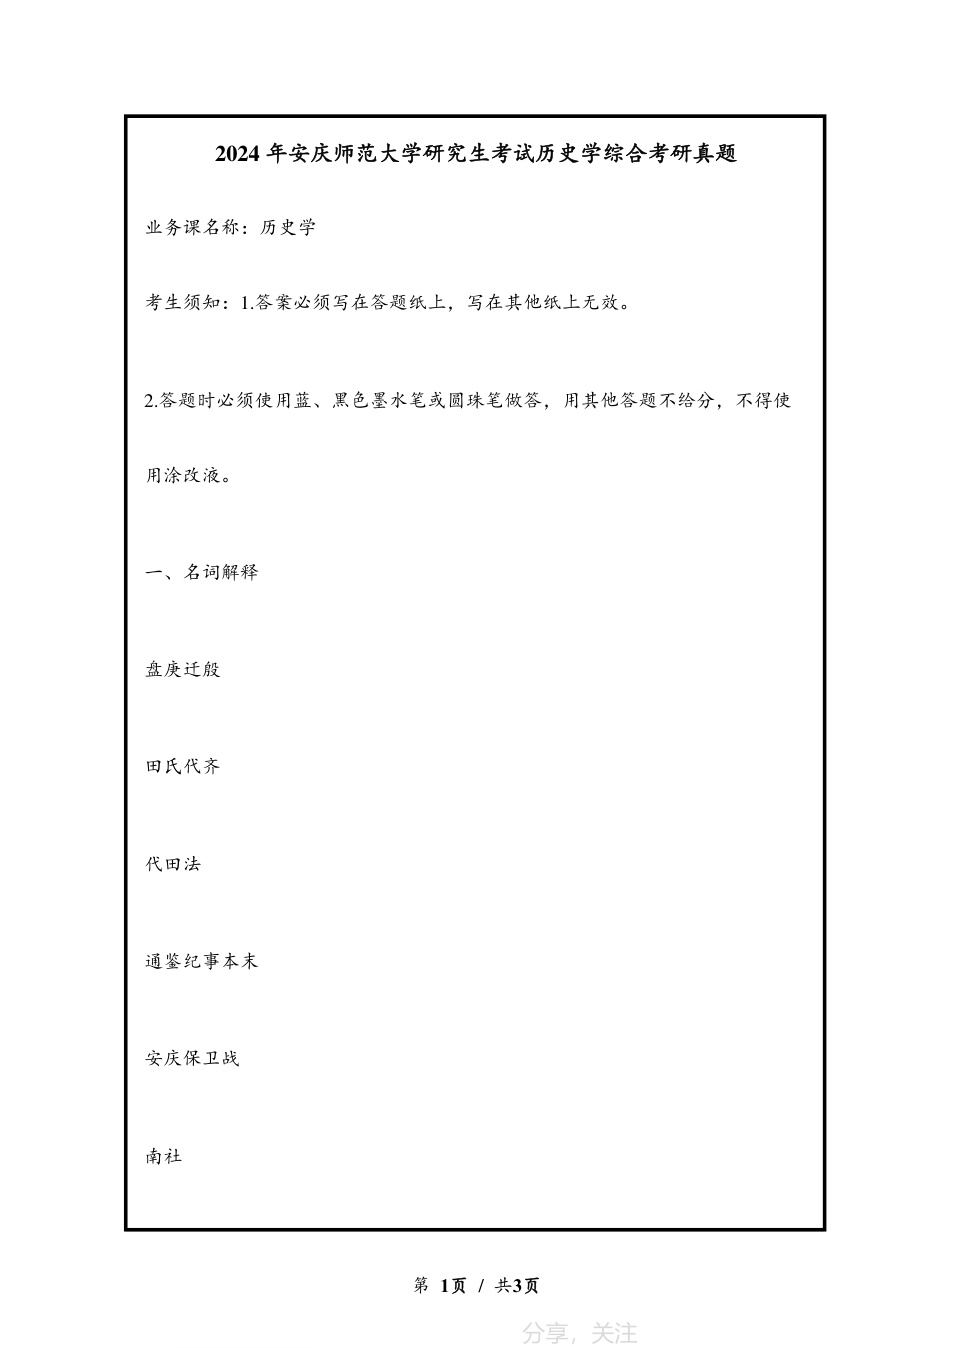 2024 年安庆师范大学研究生考试历史学综合考研真题
业务课名称：历史学
考生须知：1.答案必须写在答题纸上，写在其他纸上无效。
2.答题时必须使用蓝、黑色墨水笔或圆珠笔做答，用其他答题不给分，不得使
用涂改液。
一、名词解释
盘庚迁殷
田氏代齐
代田法
通鉴纪事本末
安庆保卫战
南社
第 1页 / 共3页
分享，关注